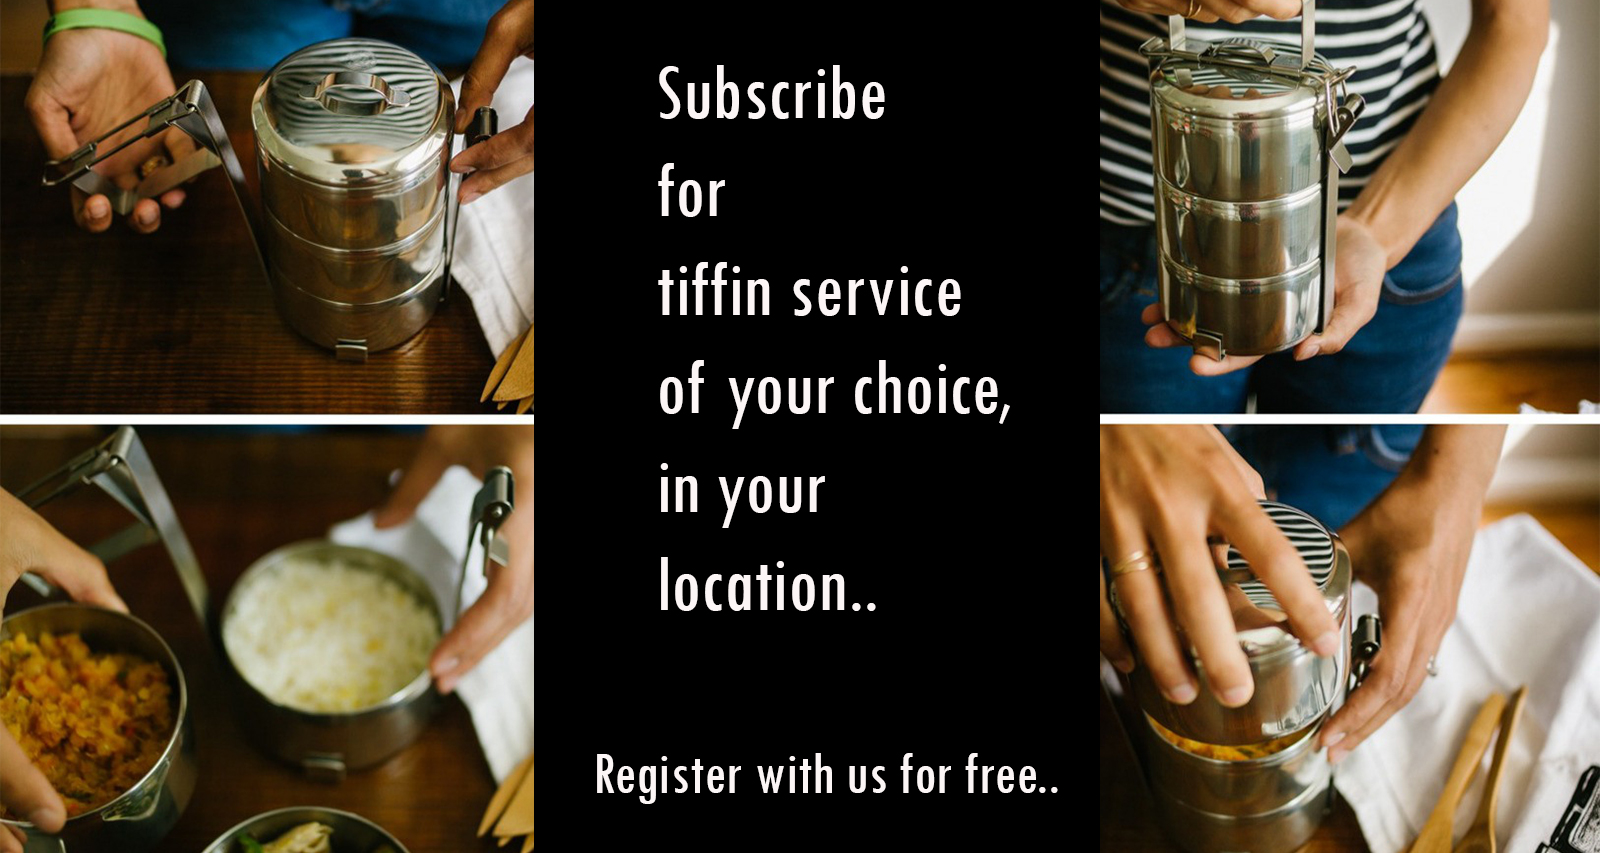 Subscribe
for
tiffin service
of your choice,
in your
location..
Register with us for free..